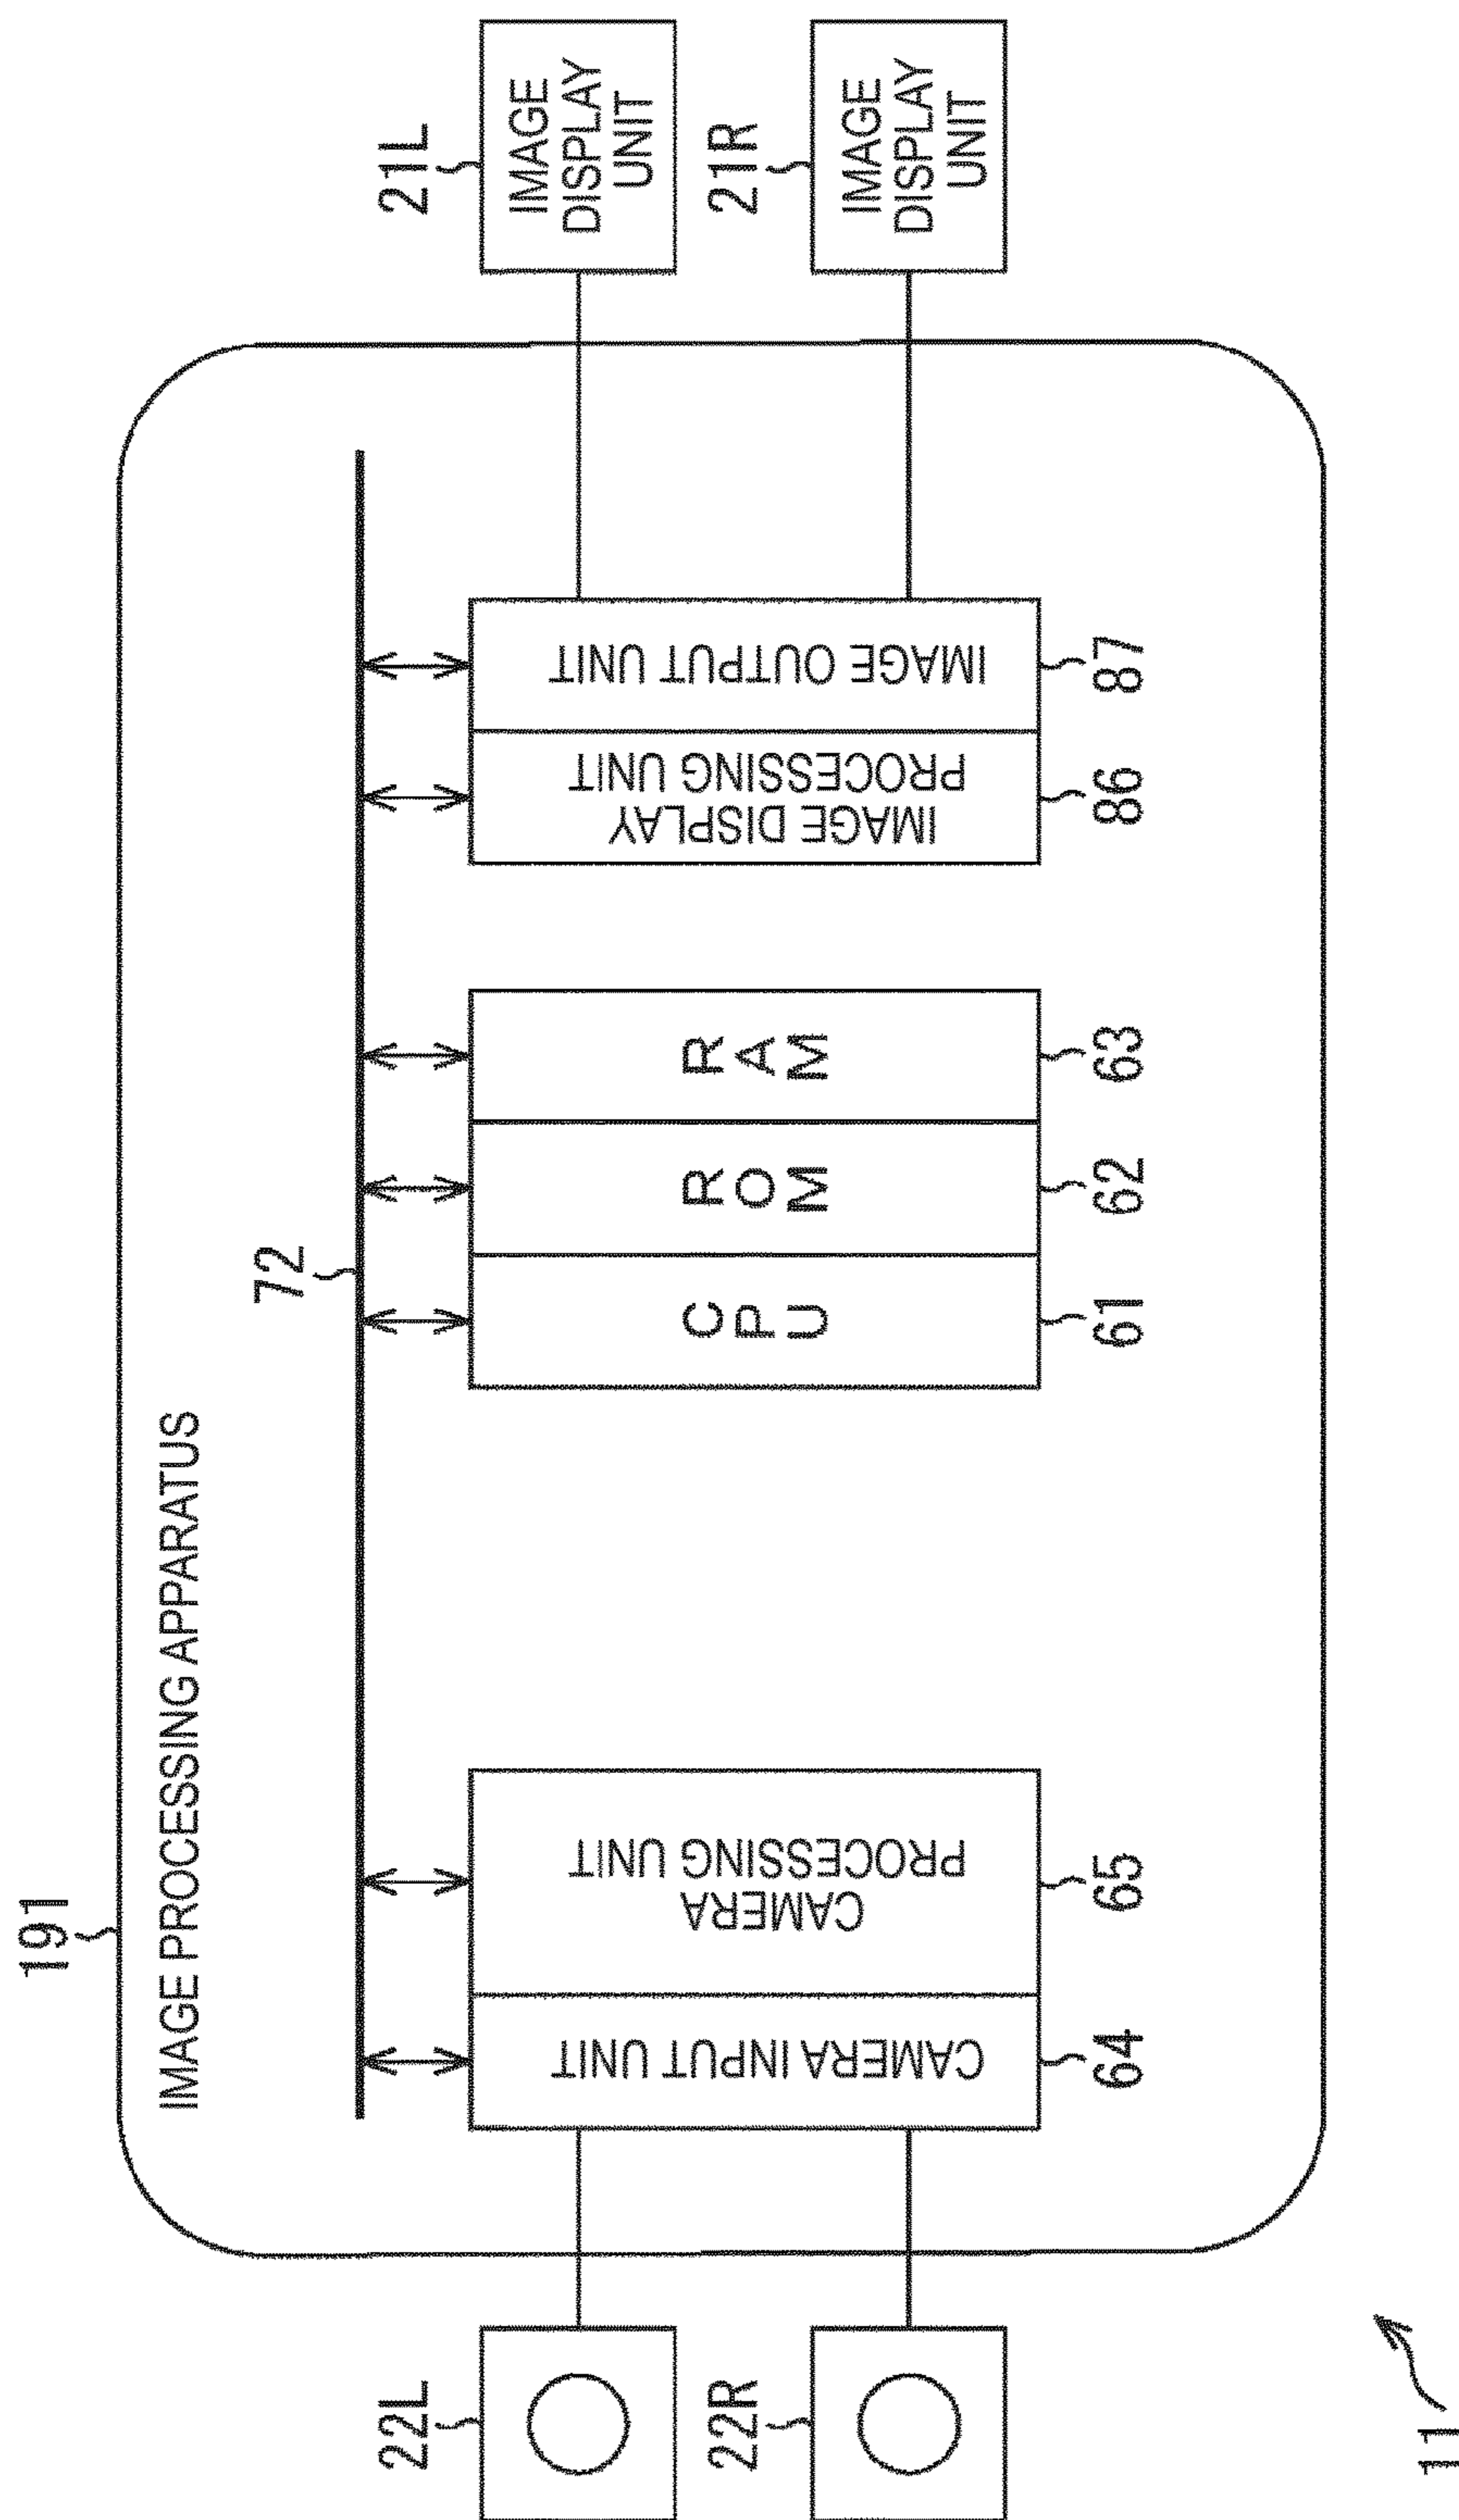 191
IMAGE PROCESSING APPARATUS
72
22L
22R
CAMERA INPUT UNIT
64
CAMERA
PROCESSING UNIT
65
CPU
61
ROM
62
RAM
63
IMAGE DISPLAY
PROCESSING UNIT
86
IMAGE OUTPUT UNIT
87
21L
IMAGE
DISPLAY
UNIT
21R
IMAGE
DISPLAY
UNIT
11